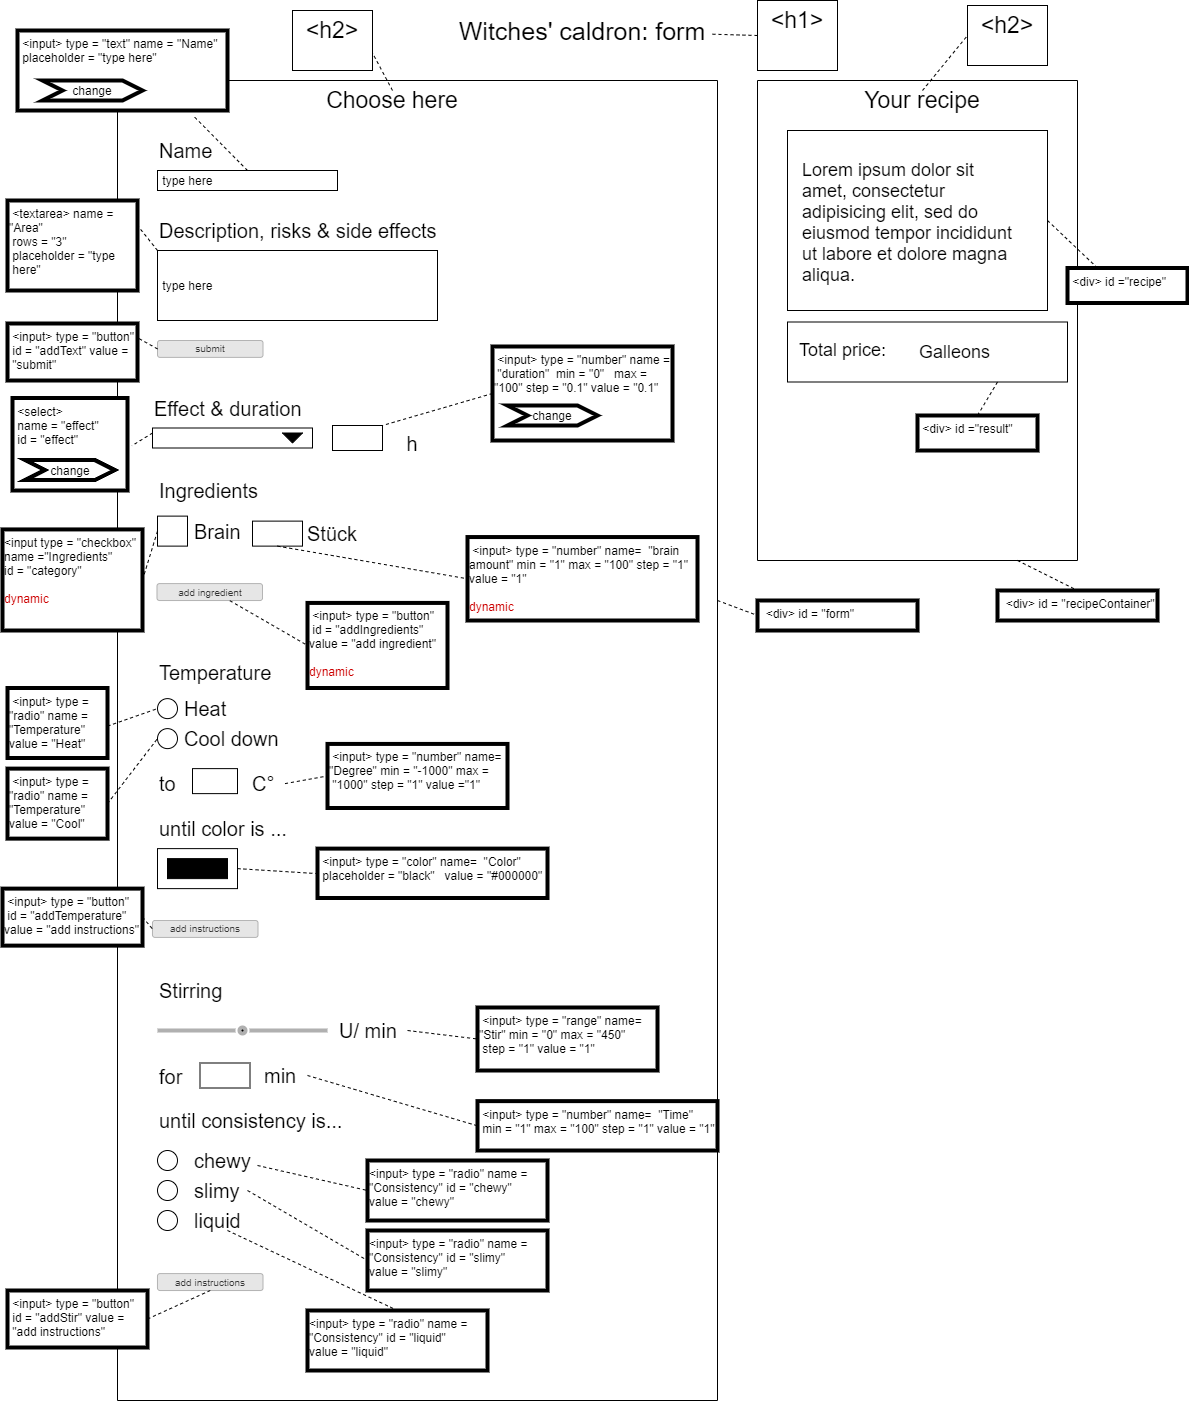 <h2>
Witches' caldron: form
<h1>
<h2>
<input> type = "text" name = "Name"
placeholder = "type here"
change
Choose here
Your recipe
Name
type here
Lorem ipsum dolor sit
amet, consectetur
adipisicing elit, sed do
eiusmod tempor incididunt
ut labore et dolore magna
aliqua.
<div> id ="recipe"
<textarea> name =
"Area"
rows = "3"
placeholder = "type
here"
Description, risks & side effects
type here
<input> type = "button"
id = "addText" value =
"submit"
submit
Total price:
Galleons
<div> id ="result"
<input> type = "number" name =
"duration" min = "0" max =
"100" step = "0.1" value = "0.1"
change
<select>
name = "effect"
id = "effect"
change
Effect & duration
h
Ingredients
Brain
Stück
<input type = "checkbox"
name ="Ingredients"
id = "category"
dynamic
<input> type = "number" name= "brain
amount" min = "1" max = "100" step = "1"
value = "1"
dynamic
add ingredient
<input> type = "button"
id = "addIngredients"
value = "add ingredient"
dynamic
<div> id = "form"
<div> id = "recipeContainer"
Temperature
<input> type =
"radio" name =
"Temperature"
value = "Heat"
Heat
Cool down
<input> type =
"radio" name =
"Temperature"
value = "Cool"
to
C°
<input> type = "number" name=
"Degree" min = "-1000" max =
"1000" step = "1" value ="1"
until color is ...
<input> type = "color" name= "Color"
placeholder = "black" value = "#000000"
<input> type = "button"
id = "addTemperature"
value = "add instructions"
add instructions
Stirring
U/ min
<input> type = "range" name=
"Stir" min = "0" max = "450"
step = "1" value = "1"
for
min
<input> type = "number" name= "Time"
min = "1" max = "100" step = "1" value = "1"
until consistency is...
chewy
<input> type = "radio" name =
"Consistency" id = "chewy"
value = "chewy"
slimy
liquid
<input> type = "radio" name =
"Consistency" id = "slimy"
value = "slimy"
add instructions
<input> type = "button"
id = "addStir" value =
"add instructions"
<input> type = "radio" name =
"Consistency" id = "liquid"
value = "liquid"